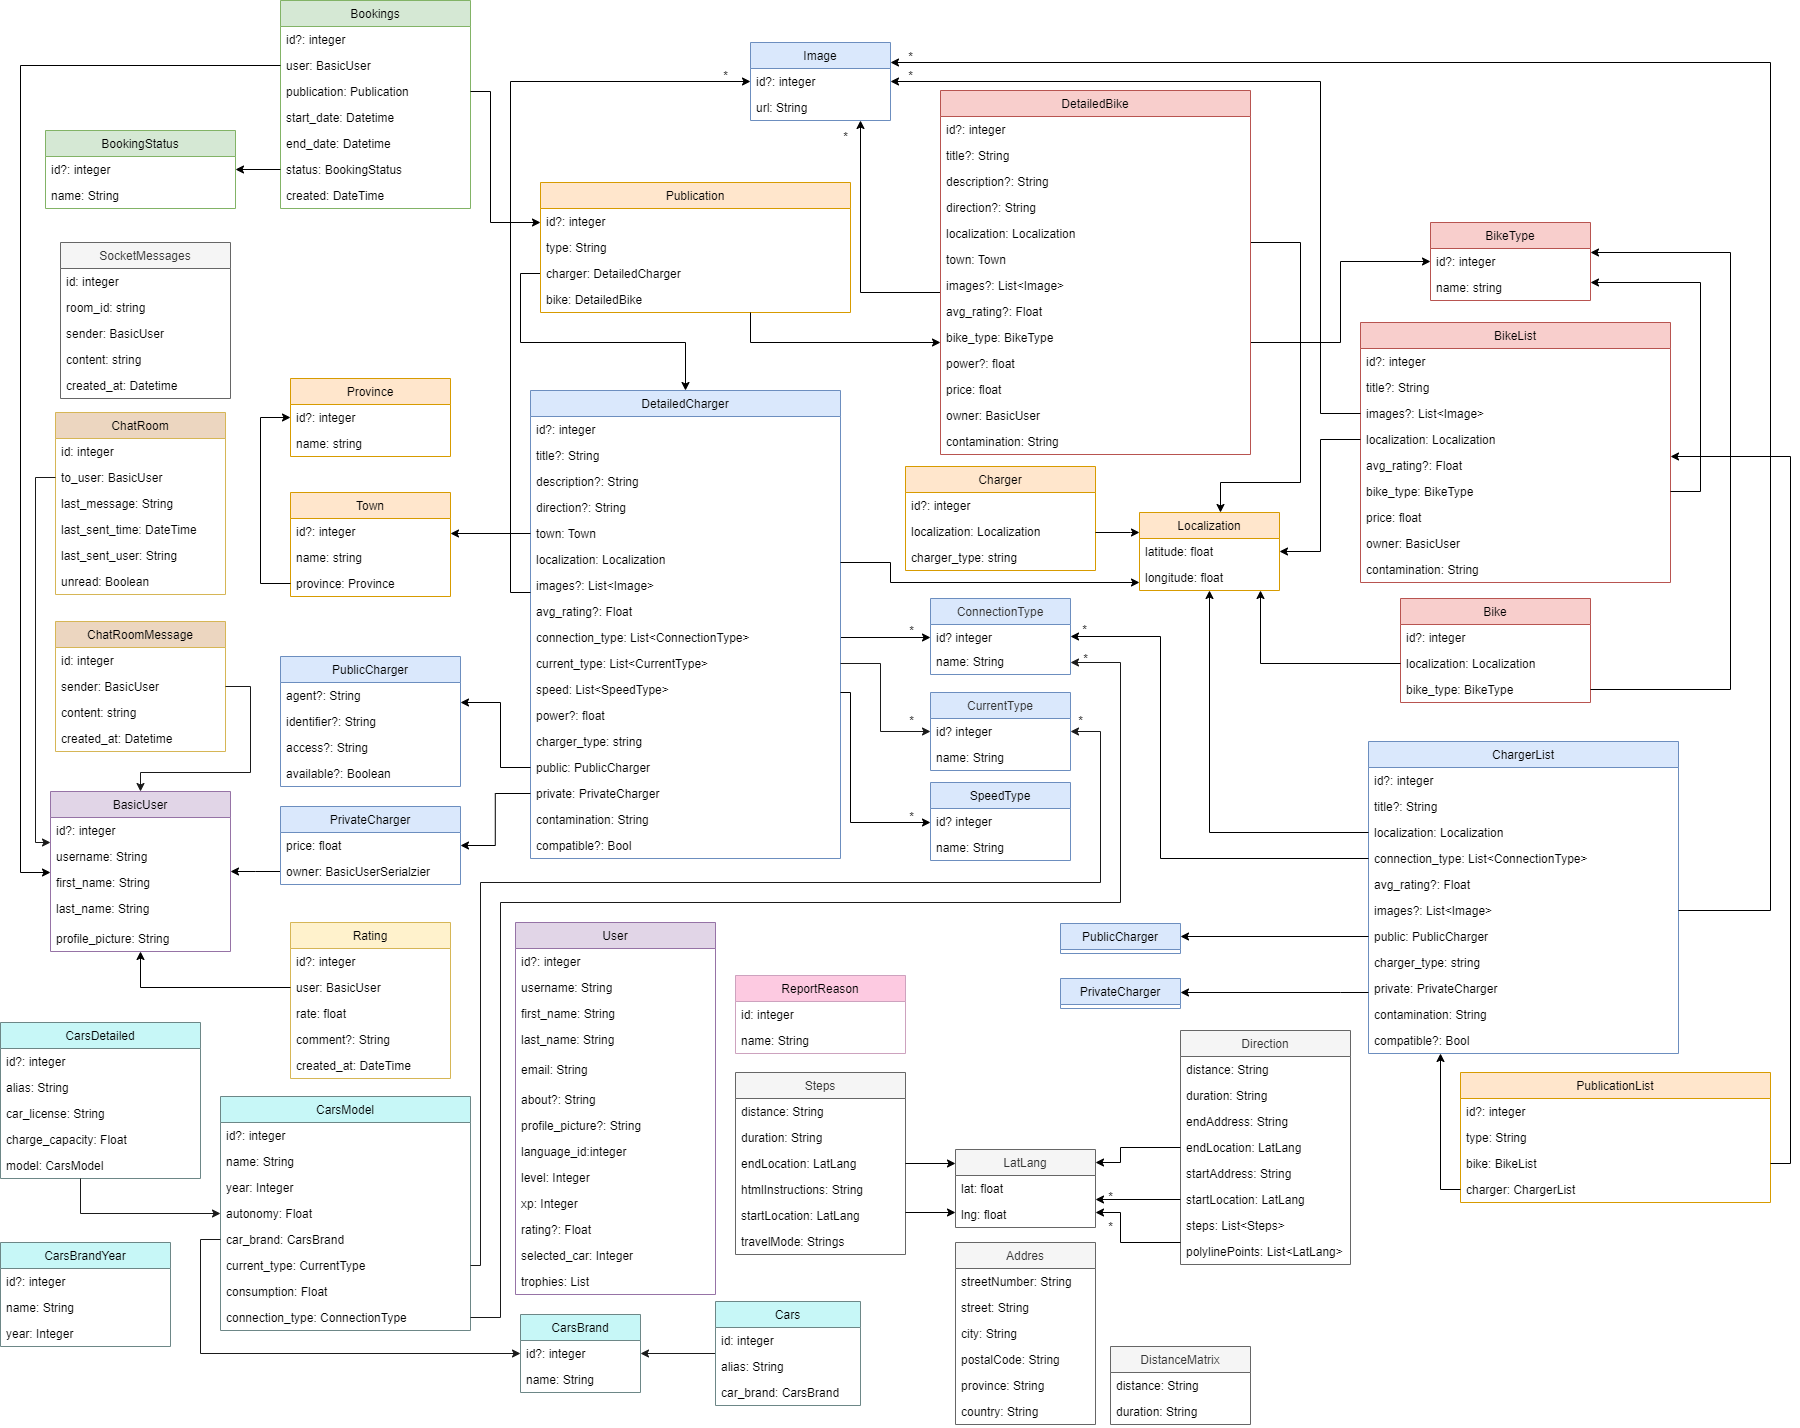 Bookings
id?: integer
user: BasicUser
publication: Publication
start_date: Datetime
end_date: Datetime
status: BookingStatus
created: DateTime
BookingStatus
id?: integer
name: String
Image
id?: integer
url: String
*
*
*
*
DetailedBike
id?: integer
title?: String
description?: String
direction?: String
localization: Localization
town: Town
images?: List<Image>
avg_rating?: Float
bike_type: BikeType
power?: float
price: float
owner: BasicUser
contamination: String
Publication
id?: integer
type: String
charger: DetailedCharger
bike: DetailedBike
BikeType
id?: integer
name: string
SocketMessages
id: integer
room_id: string
sender: BasicUser
content: string
created_at: Datetime
BikeList
id?: integer
title?: String
images?: List<Image>
localization: Localization
avg_rating?: Float
bike_type: BikeType
price: float
owner: BasicUser
contamination: String
Province
id?: integer
name: string
ChatRoom
id: integer
to_user: BasicUser
last_message: String
last_sent_time: DateTime
last_sent_user: String
unread: Boolean
DetailedCharger
id?: integer
title?: String
description?: String
direction?: String
town: Town
localization: Localization
images?: List<Image>
avg_rating?: Float
connection_type: List<ConnectionType>
current_type: List<CurrentType>
speed: List<SpeedType>
power?: float
charger_type: string
public: PublicCharger
private: PrivateCharger
contamination: String
compatible?: Bool
Charger
id?: integer
localization: Localization
charger_type: string
Town
id?: integer
name: string
province: Province
Localization
latitude: float
longitude: float
ConnectionType
id? integer
name: String
*
*
*
Bike
id?: integer
localization: Localization
bike_type: BikeType
ChatRoomMessage
id: integer
sender: BasicUser
content: string
created_at: Datetime
PublicCharger
agent?: String
identifier?: String
access?: String
available?: Boolean
CurrentType
id? integer
name: String
*
*
SpeedType
id? integer
name: String
*
ChargerList
id?: integer
title?: String
localization: Localization
connection_type: List<ConnectionType>
avg_rating?: Float
images?: List<Image>
public: PublicCharger
charger_type: string
private: PrivateCharger
contamination: String
compatible?: Bool
BasicUser
id?: integer
username: String
first_name: String
last_name: String
profile_picture: String
PrivateCharger
price: float
owner: BasicUserSerialzier
Rating
id?: integer
user: BasicUser
rate: float
comment?: String
created_at: DateTime
User
id?: integer
username: String
first_name: String
last_name: String
email: String
about?: String
profile_picture?: String
language_id:integer
level: Integer
xp: Integer
rating?: Float
selected_car: Integer
trophies: List
PublicCharger
PrivateCharger
ReportReason
id: integer
name: String
CarsDetailed
id?: integer
alias: String
car_license: String
charge_capacity: Float
model: CarsModel
Direction
distance: String
duration: String
endAddress: String
endLocation: LatLang
startAddress: String
startLocation: LatLang
steps: List<Steps>
polylinePoints: List<LatLang>
Steps
distance: String
duration: String
endLocation: LatLang
htmlInstructions: String
startLocation: LatLang
travelMode: Strings
PublicationList
id?: integer
type: String
bike: BikeList
charger: ChargerList
CarsModel
id?: integer
name: String
year: Integer
autonomy: Float
car_brand: CarsBrand
current_type: CurrentType
consumption: Float
connection_type: ConnectionType
LatLang
lat: float
lng: float
*
*
CarsBrandYear
id?: integer
name: String
year: Integer
Addres
streetNumber: String
street: String
city: String
postalCode: String
province: String
country: String
CarsBrand
id?: integer
name: String
Cars
id: integer
alias: String
car_brand: CarsBrand
DistanceMatrix
distance: String
duration: String